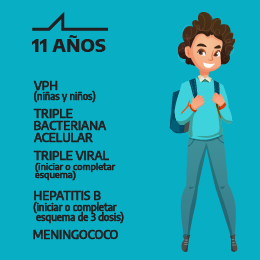 11 AÑOS
VPH
(niñas y niños)
TRIPLE
BACTERIANA
ACELULAR
TRIPLE VIRAL
(iniciar o completar
esquema)
HEPATITIS B
(iniciar o completar
esquema de 3 dosis)
MENINGOCOCO